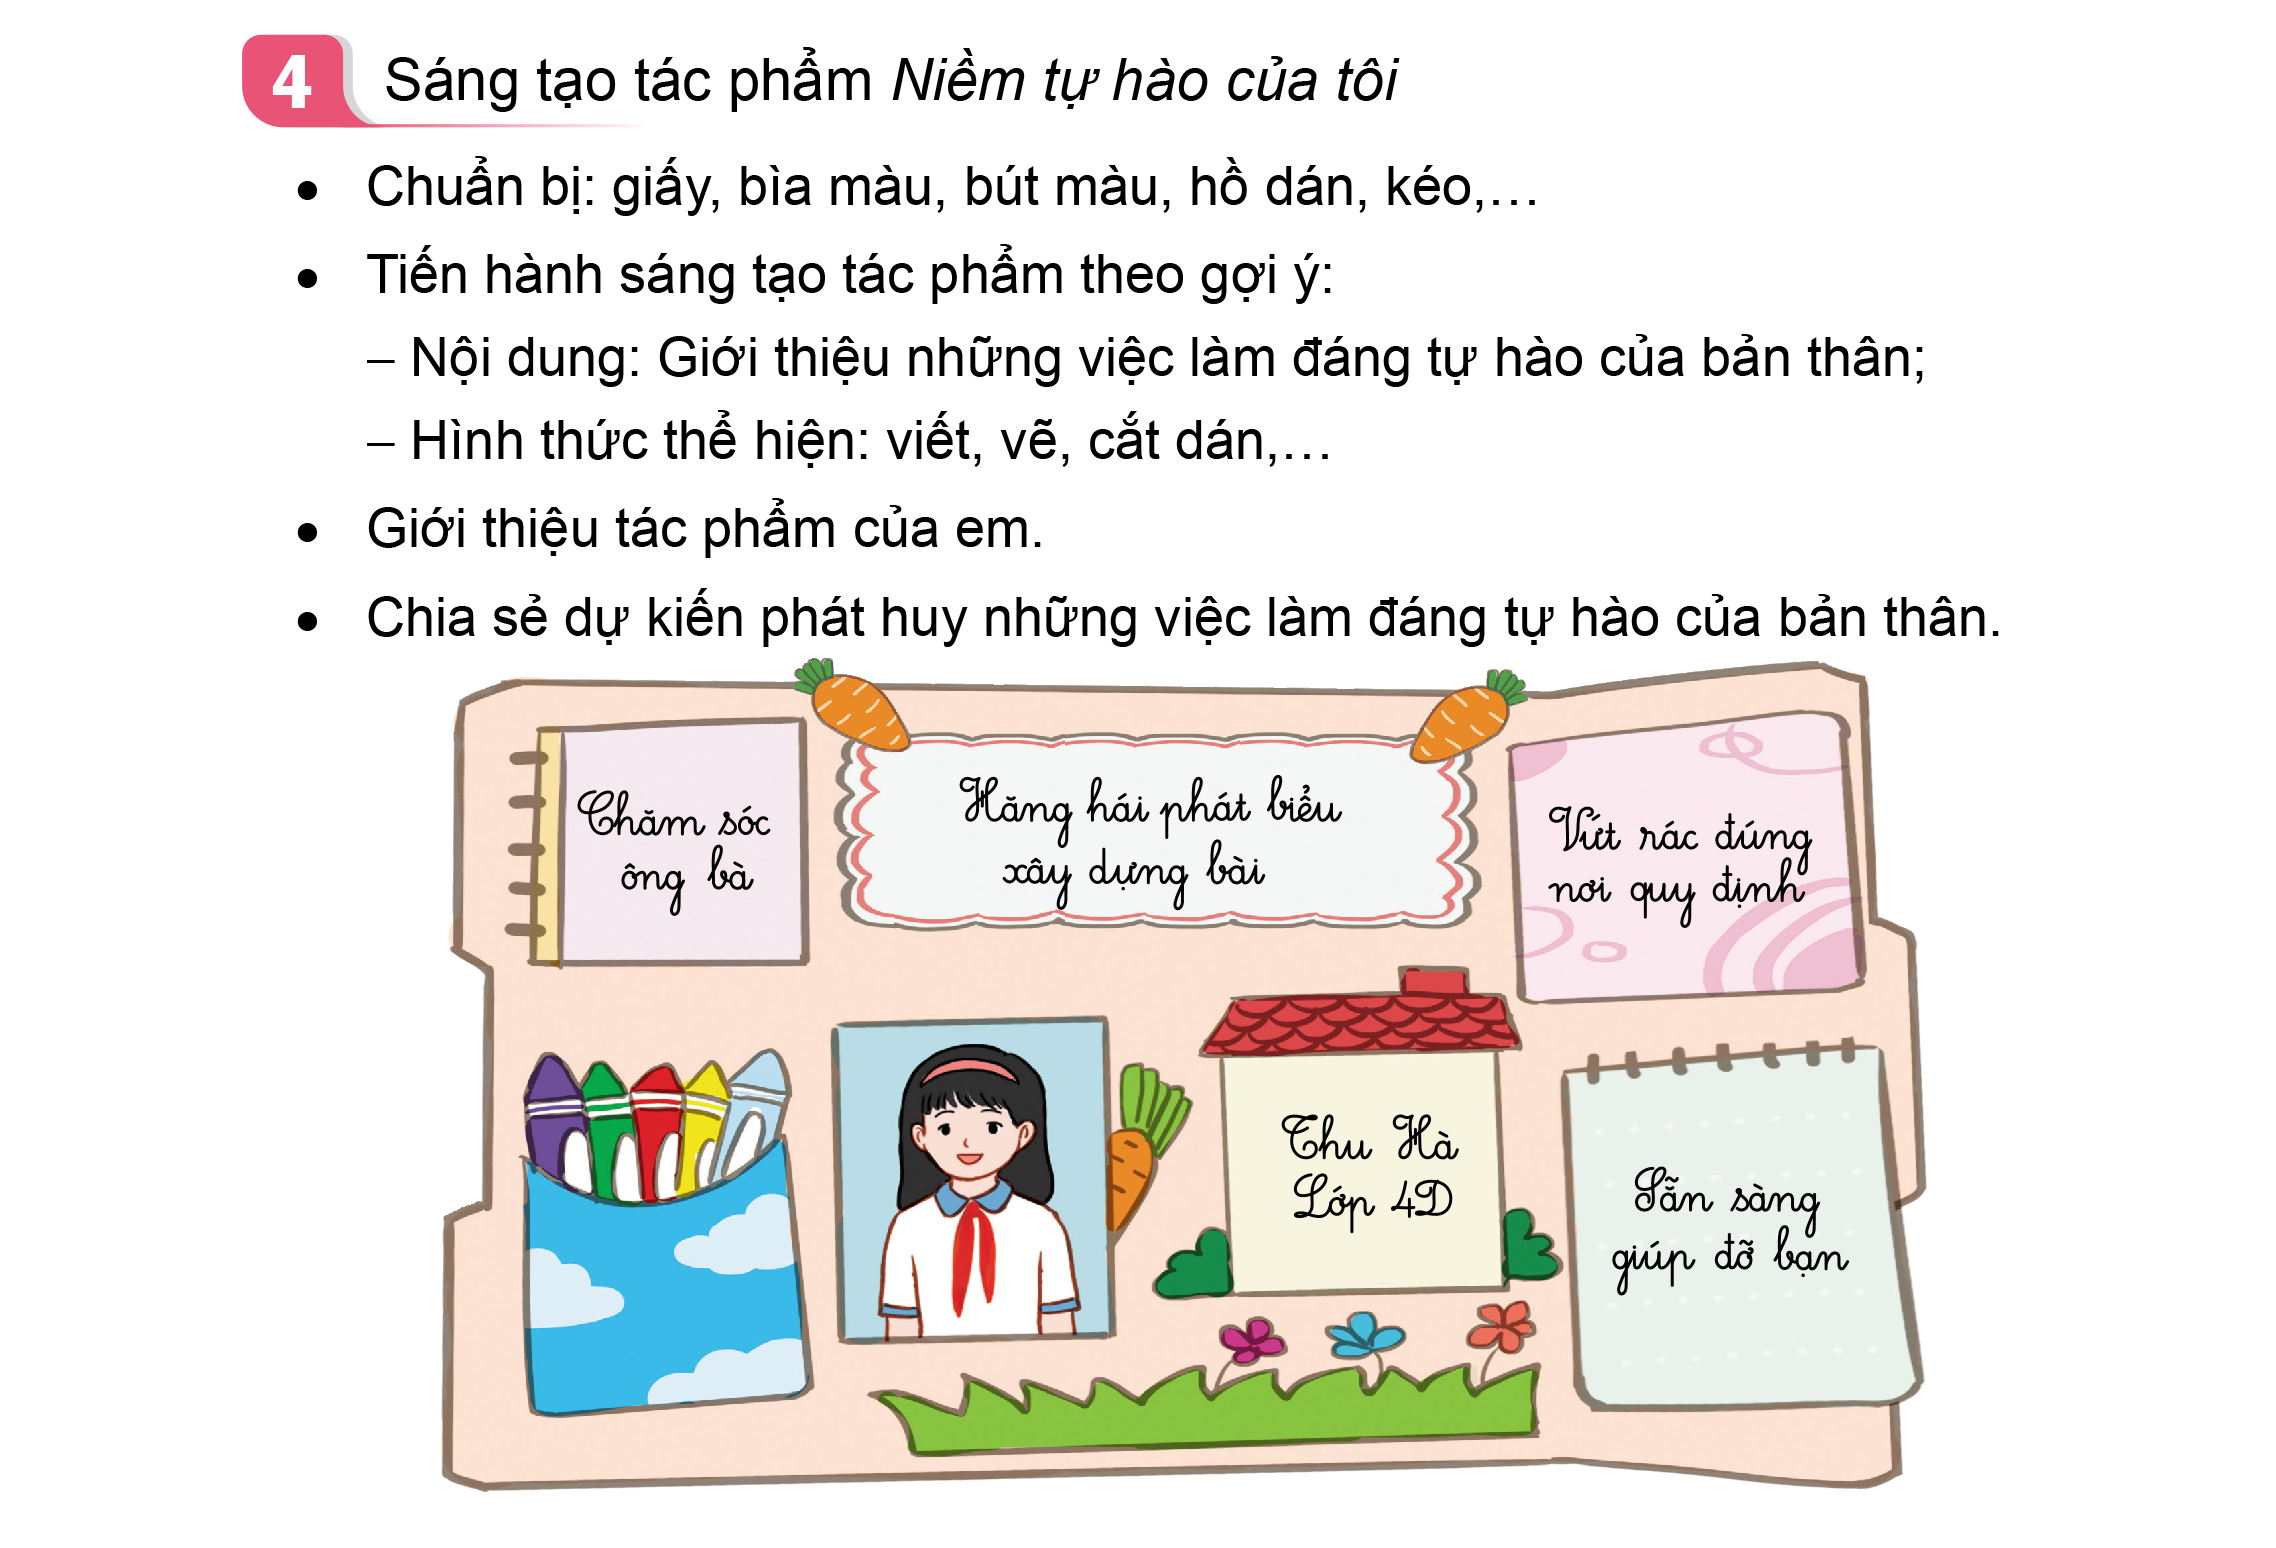 4 Sáng tạo tác phẩm Niềm tự hào của tôi
• Chuẩn bị: giấy, bìa màu, bút màu, hồ dán, kéo,...
• Tiến hành sáng tạo tác phẩm theo gợi ý:
– Nội dung: Giới thiệu những việc làm đáng tự hào của bản thân;
– Hình thức thể hiện: viết, vẽ, cắt dán,...
• Giới thiệu tác phẩm của em.
• Chia sẻ dự kiến phát huy những việc làm đáng tự hào của bản thân.
Chăm sóc
ông bà
Hăng hái phát biểu
xây dựng bài
Vứt rác đúng
nơi quy định
Thu Hà
Lớp 4D
Sẵn sàng
giúp đỡ bạn